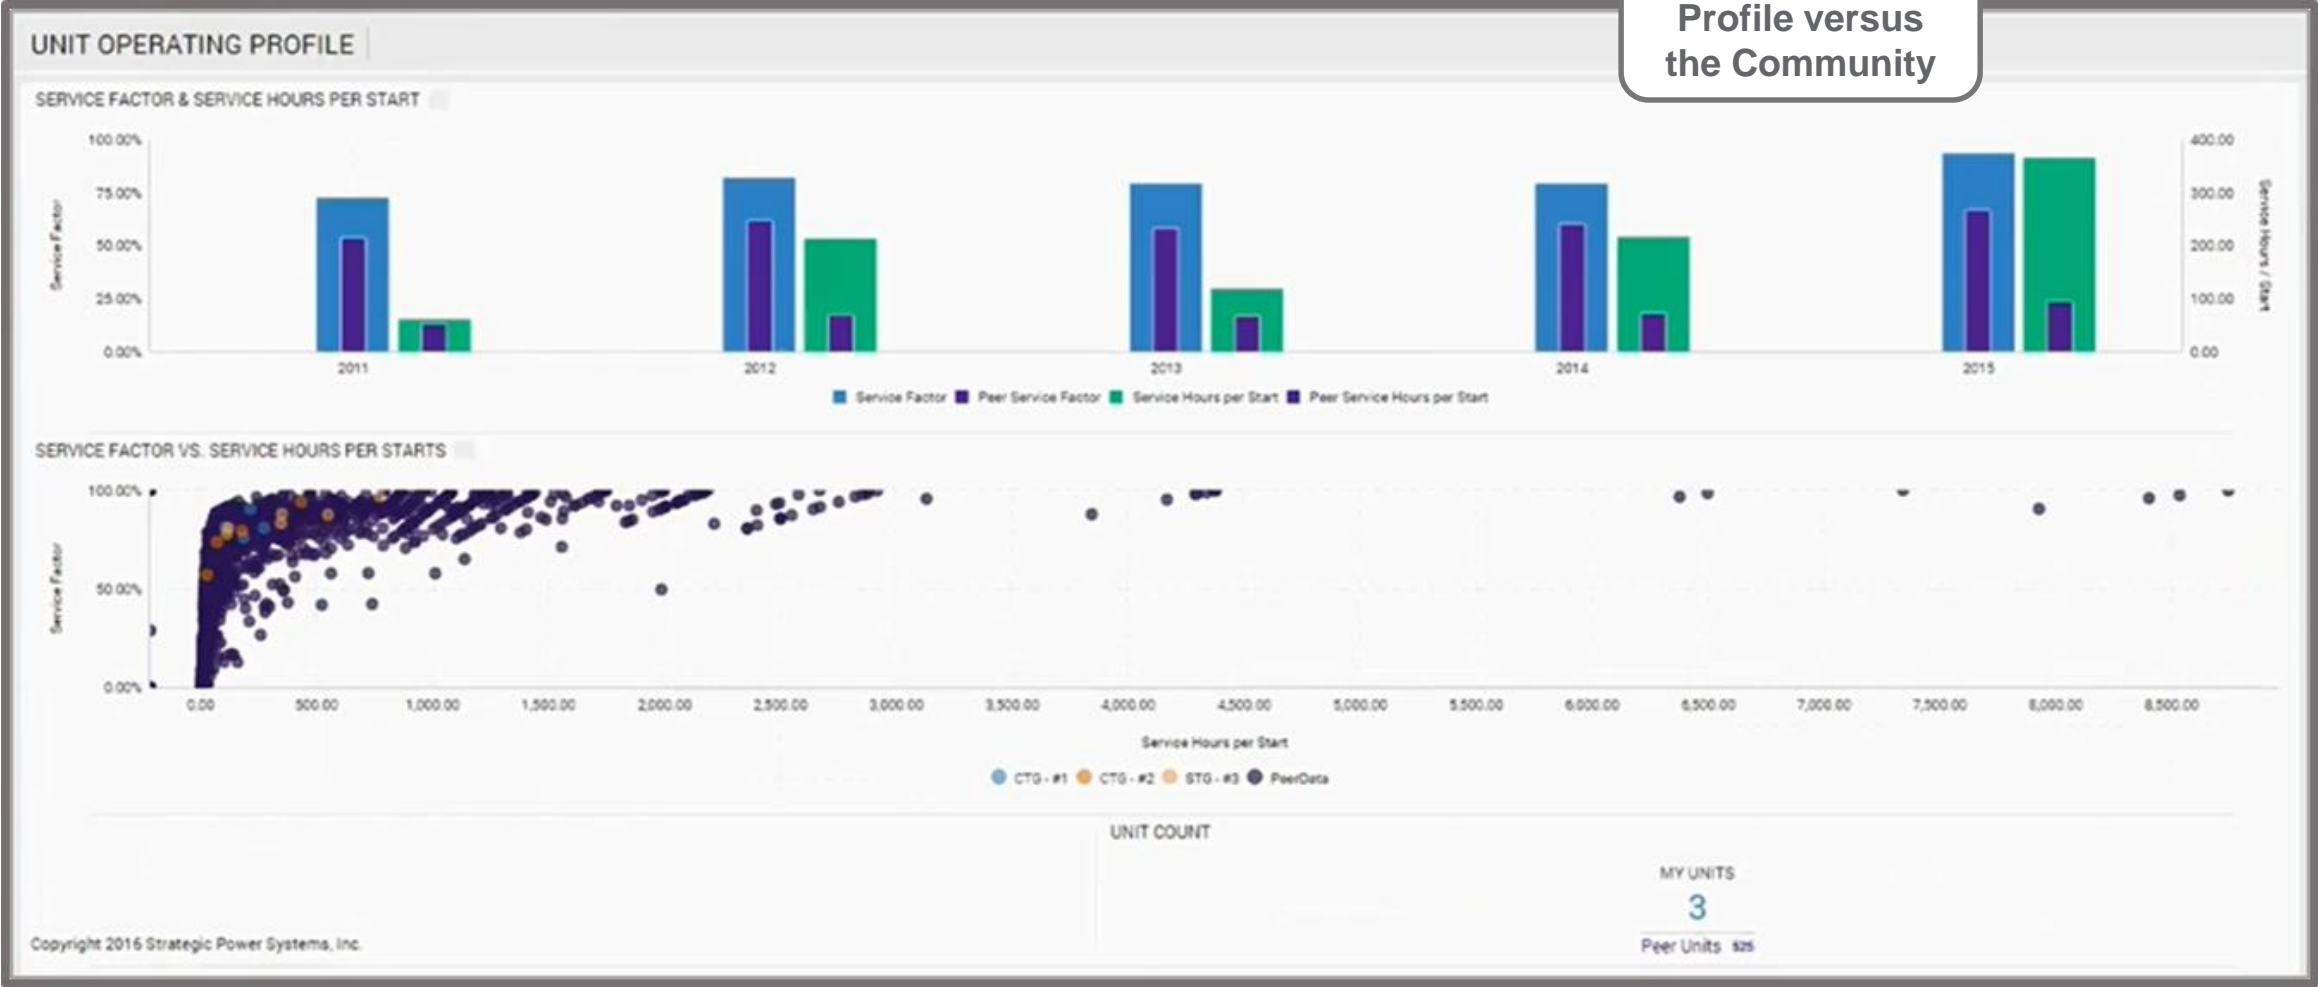 Profile versus
the Community
UNIT OPERATING PROFILE
SERVICE FACTOR & SERVICE HOURS PER START
100.00% 400.00
75.00% 300.00
50.00% 200.00
25.00% 100.00
0.00% 0.00
Service Factor
Service Hours / Start
2011 2012 2013 2014 2015
Service Factor Peer Service Factor Service Hours per Start Peer Service Hours per Start
SERVICE FACTOR VS. SERVICE HOURS PER STARTS
100.00%
50.00%
0.00%
Service Factor
0.00 500.00 1,000.00 1,500.00 2,000.00 2,500.00 3,000.00 3,500.00 4,000.00 4,500.00 5,000.00 5,500.00 6,000.00 6,500.00 7,000.00 7,500.00 8,000.00 8,500.00
Service Hours per Start
CTG - #1 CTG - #2 STG - #3 PeerData
UNIT COUNT
MY UNITS
3
Peer Units 525
Copyright 2016 Strategic Power Systems, Inc.